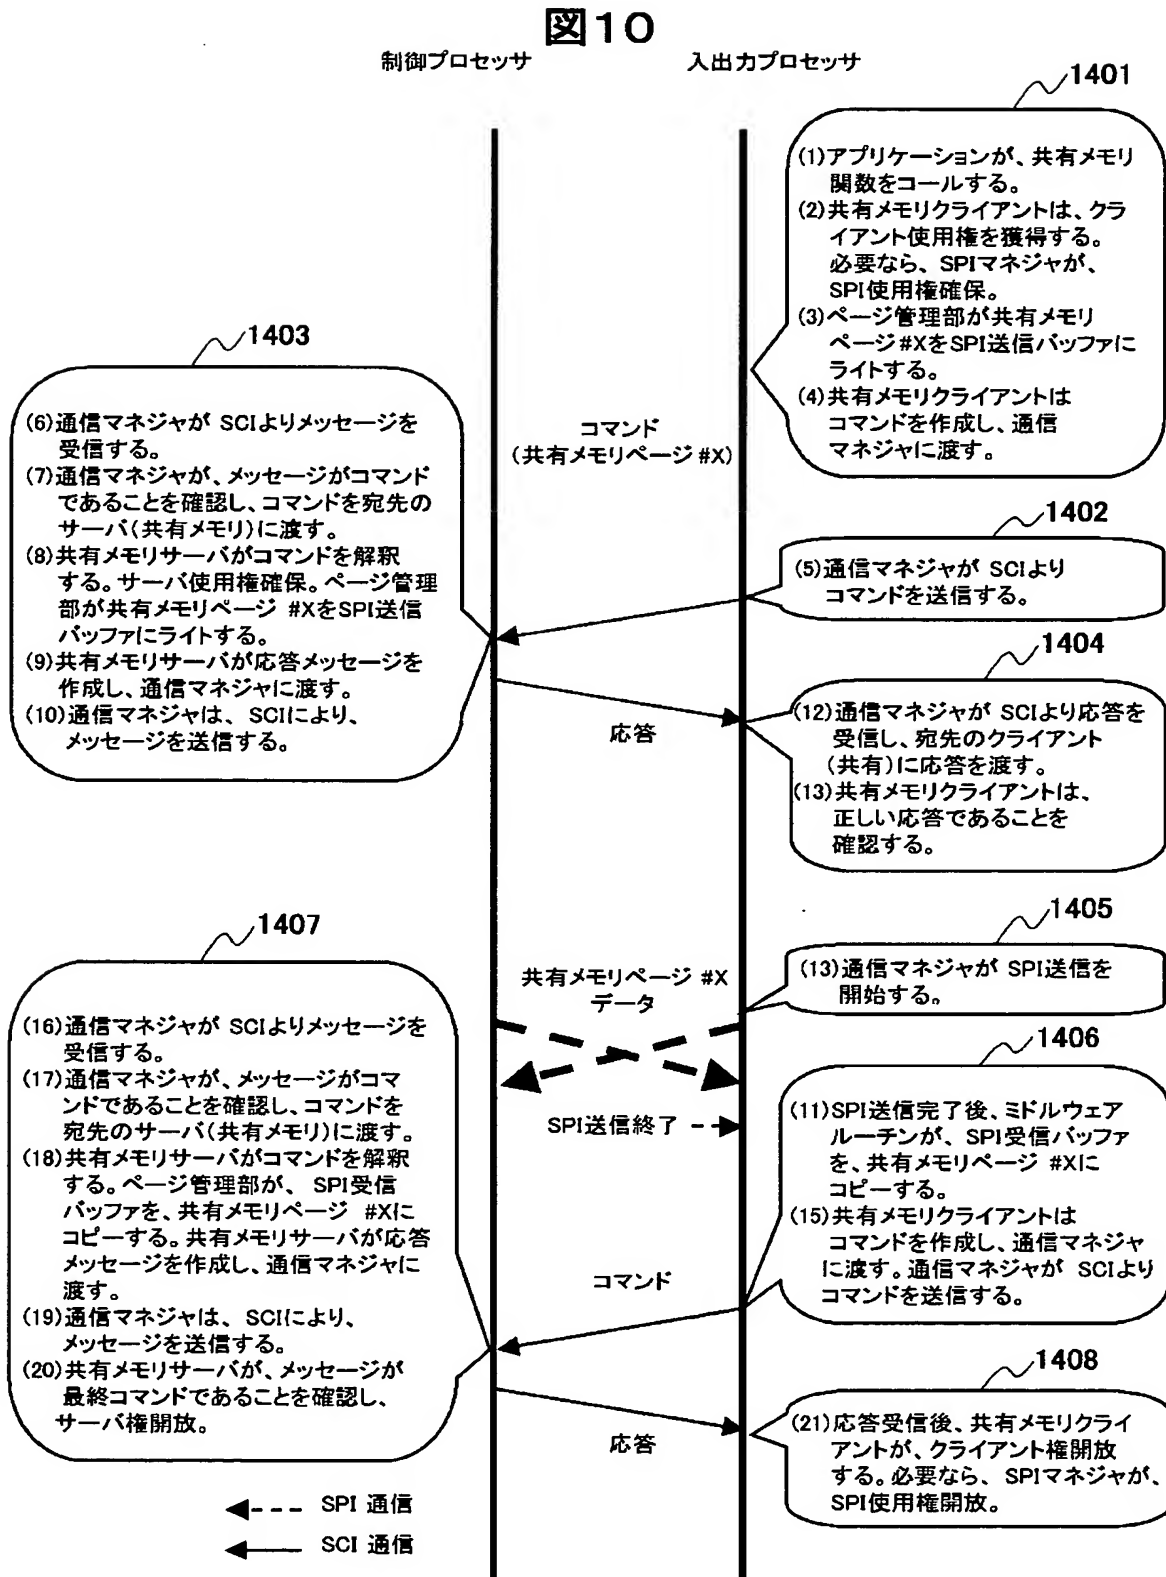 図10
制御プロセッサ
入出力プロセッサ
1401
(1)アプリケーションが、共有メモリ
関数をコールする。
(2)共有メモリクライアントは、クラ
イアント使用権を獲得する。
必要なら、SPIマネジャが、
SPI使用権確保。
(3)ページ管理部が共有メモリ
ページ#XをSPI送信バッファに
ライトする。
(4)共有メモリクライアントは
コマンドを作成し、通信
マネジャに渡す。
コマンド
(共有メモリページ #X)
1402
(5)通信マネジャが SCIより
コマンドを送信する。
1403
(6)通信マネジャが SCIよりメッセージを
受信する。
(7)通信マネジャが、メッセージがコマンド
であることを確認し、コマンドを宛先の
サーバ(共有メモリ)に渡す。
(8)共有メモリサーバがコマンドを解釈
する。サーバ使用権確保。ページ管理
部が共有メモリページ #XをSPI送信
バッファにライトする。
(9)共有メモリサーバが応答メッセージを
作成し、通信マネジャに渡す。
(10)通信マネジャは、SCIにより、
メッセージを送信する。
応答
1404
(12)通信マネジャが SCIより応答を
受信し、宛先のクライアント
(共有)に応答を渡す。
(13)共有メモリクライアントは、
正しい応答であることを
確認する。
1405
(13)通信マネジャが SPI送信を
開始する。
共有メモリページ #X
データ
SPI送信終了
1406
(11)SPI送信完了後、ミドルウェア
ルーチンが、SPI受信バッファ
を、共有メモリページ #Xに
コピーする。
(15)共有メモリクライアントは
コマンドを作成し、通信マネジャ
に渡す。通信マネジャが SCIより
コマンドを送信する。
コマンド
1407
(16)通信マネジャが SCIよりメッセージを
受信する。
(17)通信マネジャが、メッセージがコマ
ンドであることを確認し、コマンドを
宛先のサーバ(共有メモリ)に渡す。
(18)共有メモリサーバがコマンドを解釈
する。ページ管理部が、SPI受信
バッファを、共有メモリページ #Xに
コピーする。共有メモリサーバが応答
メッセージを作成し、通信マネジャに
渡す。
(19)通信マネジャは、SCIにより、
メッセージを送信する。
(20)共有メモリサーバが、メッセージが
最終コマンドであることを確認し、
サーバ権開放。
応答
1408
(21)応答受信後、共有メモリクライ
アントが、クライアント権開放
する。必要なら、SPIマネジャが、
SPI使用権開放。
SPI 通信
SCI 通信